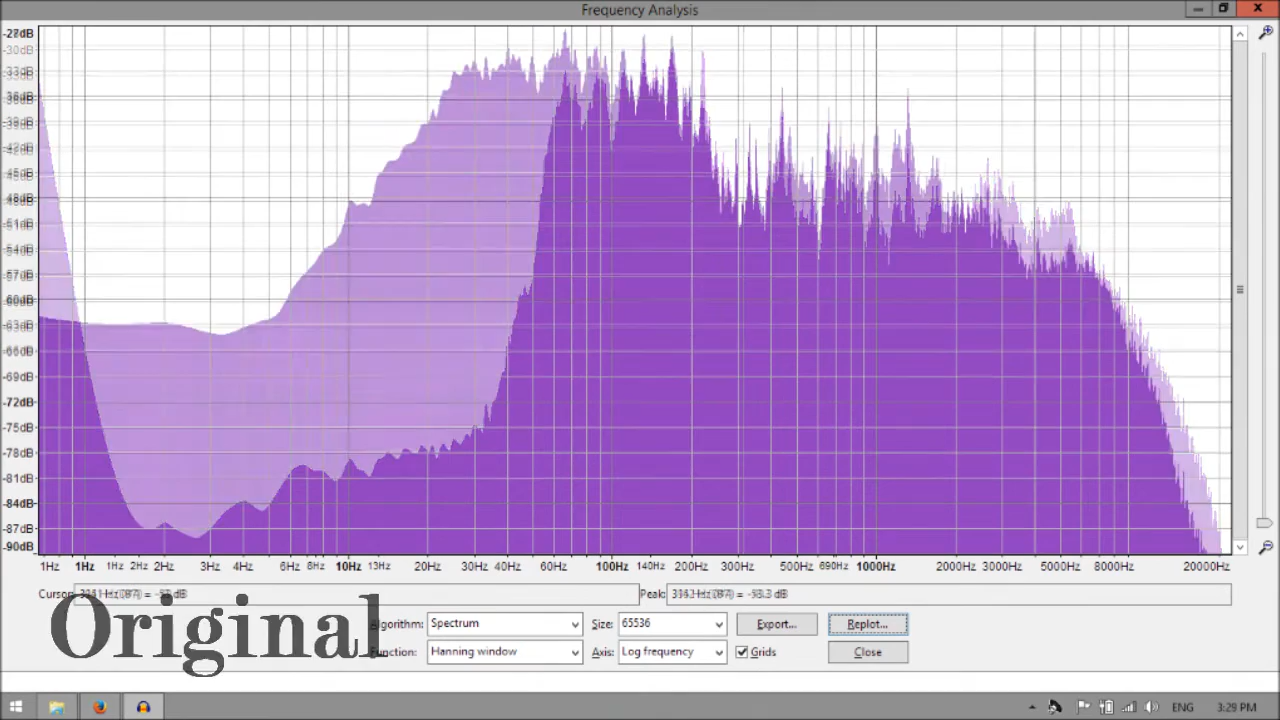 Frequency Analysis
-27dB
-30dB
-33dB
-36dB
-39dB
-42dB
-45dB
-48dB
-51dB
-54dB
-57dB
-60dB
-63dB
-66dB
-69dB
-72dB
-75dB
-78dB
-81dB
-84dB
-87dB
-90dB
1Hz 1Hz 1Hz 2Hz 2Hz 3Hz 4Hz 6Hz 8Hz 10Hz 13Hz 20Hz 30Hz 40Hz 60Hz 100Hz 140Hz 200Hz 300Hz 500Hz 690Hz 1000Hz 2000Hz 3000Hz 5000Hz 8000Hz 20000Hz
Cursor: Peak:
Original
Algorithm: Spectrum Size: 65536 Export... Replot...
Function: Hanning window Axis: Log frequency Grids Close
ENG 3:29 PM